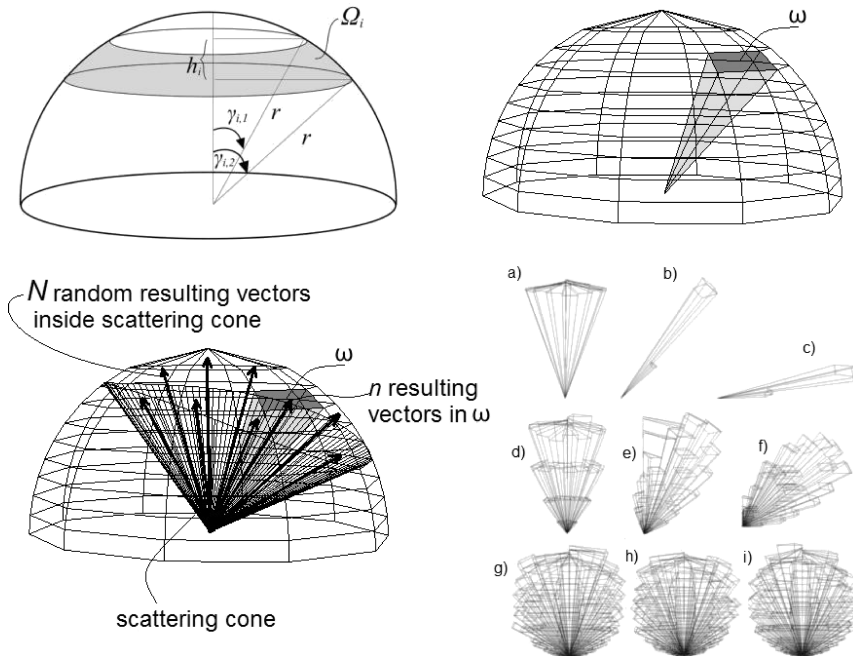 Ωi
hi
γi,1
r
γi,2
r
ω
N random resulting vectors
inside scattering cone
ω
n resulting
vectors in ω
scattering cone
a)
b)
c)
d)
e)
f)
g)
h)
i)